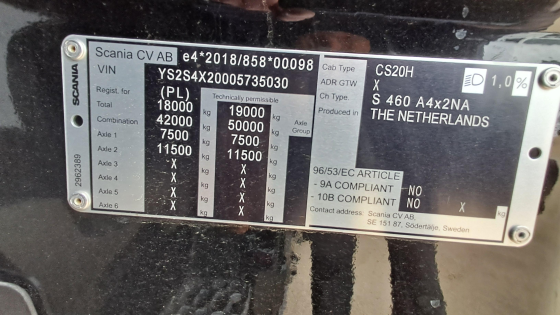 SCANIA
2962389
Scania CV AB e4*2018/858*00098
VIN YS2S4X20005735030
Regist. for (PL) Technically permissible
Total 18000 kg 19000 kg
Combination 42000 kg 50000 kg Axle Group
Axle 1 7500 kg 7500 kg
Axle 2 11500 kg 11500 kg
Axle 3 X kg X kg
Axle 4 X kg X kg
Axle 5 X kg X kg
Axle 6 X kg X kg
Cab Type CS20H
ADR GTW X 1,0 %
Ch. Type S 460 A4x2NA
Produced in THE NETHERLANDS
96/53/EC ARTICLE
- 9A COMPLIANT NO
- 10B COMPLIANT NO X kg
Contact address: Scania CV AB,
SE 151 87, Södertälje, Sweden